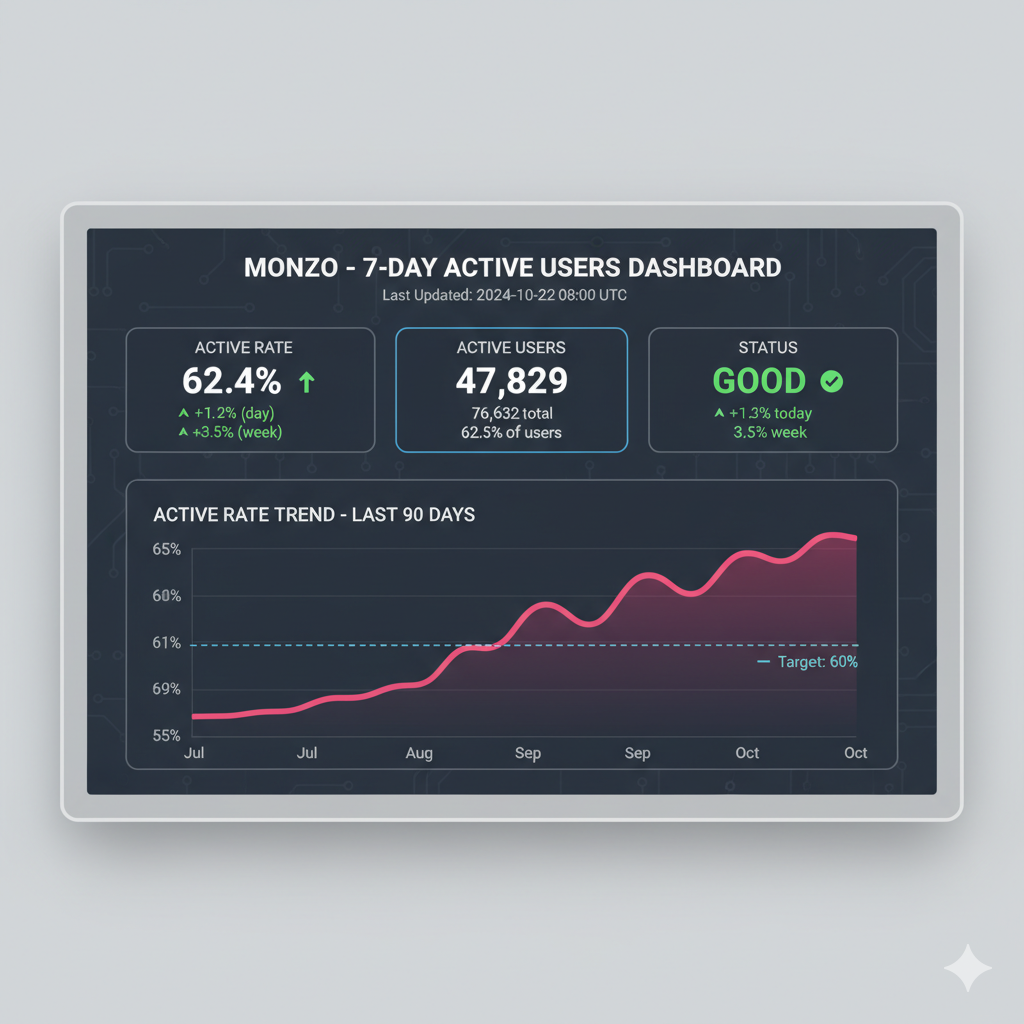 MONZO - 7-DAY ACTIVE USERS DASHBOARD
Last Updated: 2024-10-22 08:00 UTC
ACTIVE RATE
62.4%
+1.2% (day)
+3.5% (week)
ACTIVE USERS
47,829
76,632 total
62.5% of users
STATUS
GOOD
+1.3% today
3.5% week
ACTIVE RATE TREND - LAST 90 DAYS
65%
60%
61%
69%
55%
Target: 60%
Jul Jul Aug Sep Sep Oct Oct